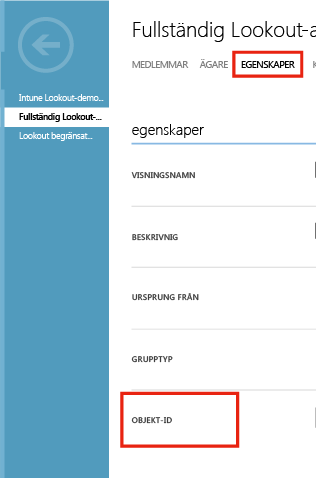 Fullständig Lookout-a
MEDLEMMAR ÄGARE EGENSKAPER
Intune Lookout-demo...
Fullständig Lookout-...
Lookout begränsat...
egenskaper
VISNINGSNAMN
BESKRIVNIG
URSPRUNG FRÅN
GRUPPTYP
OBJEKT-ID